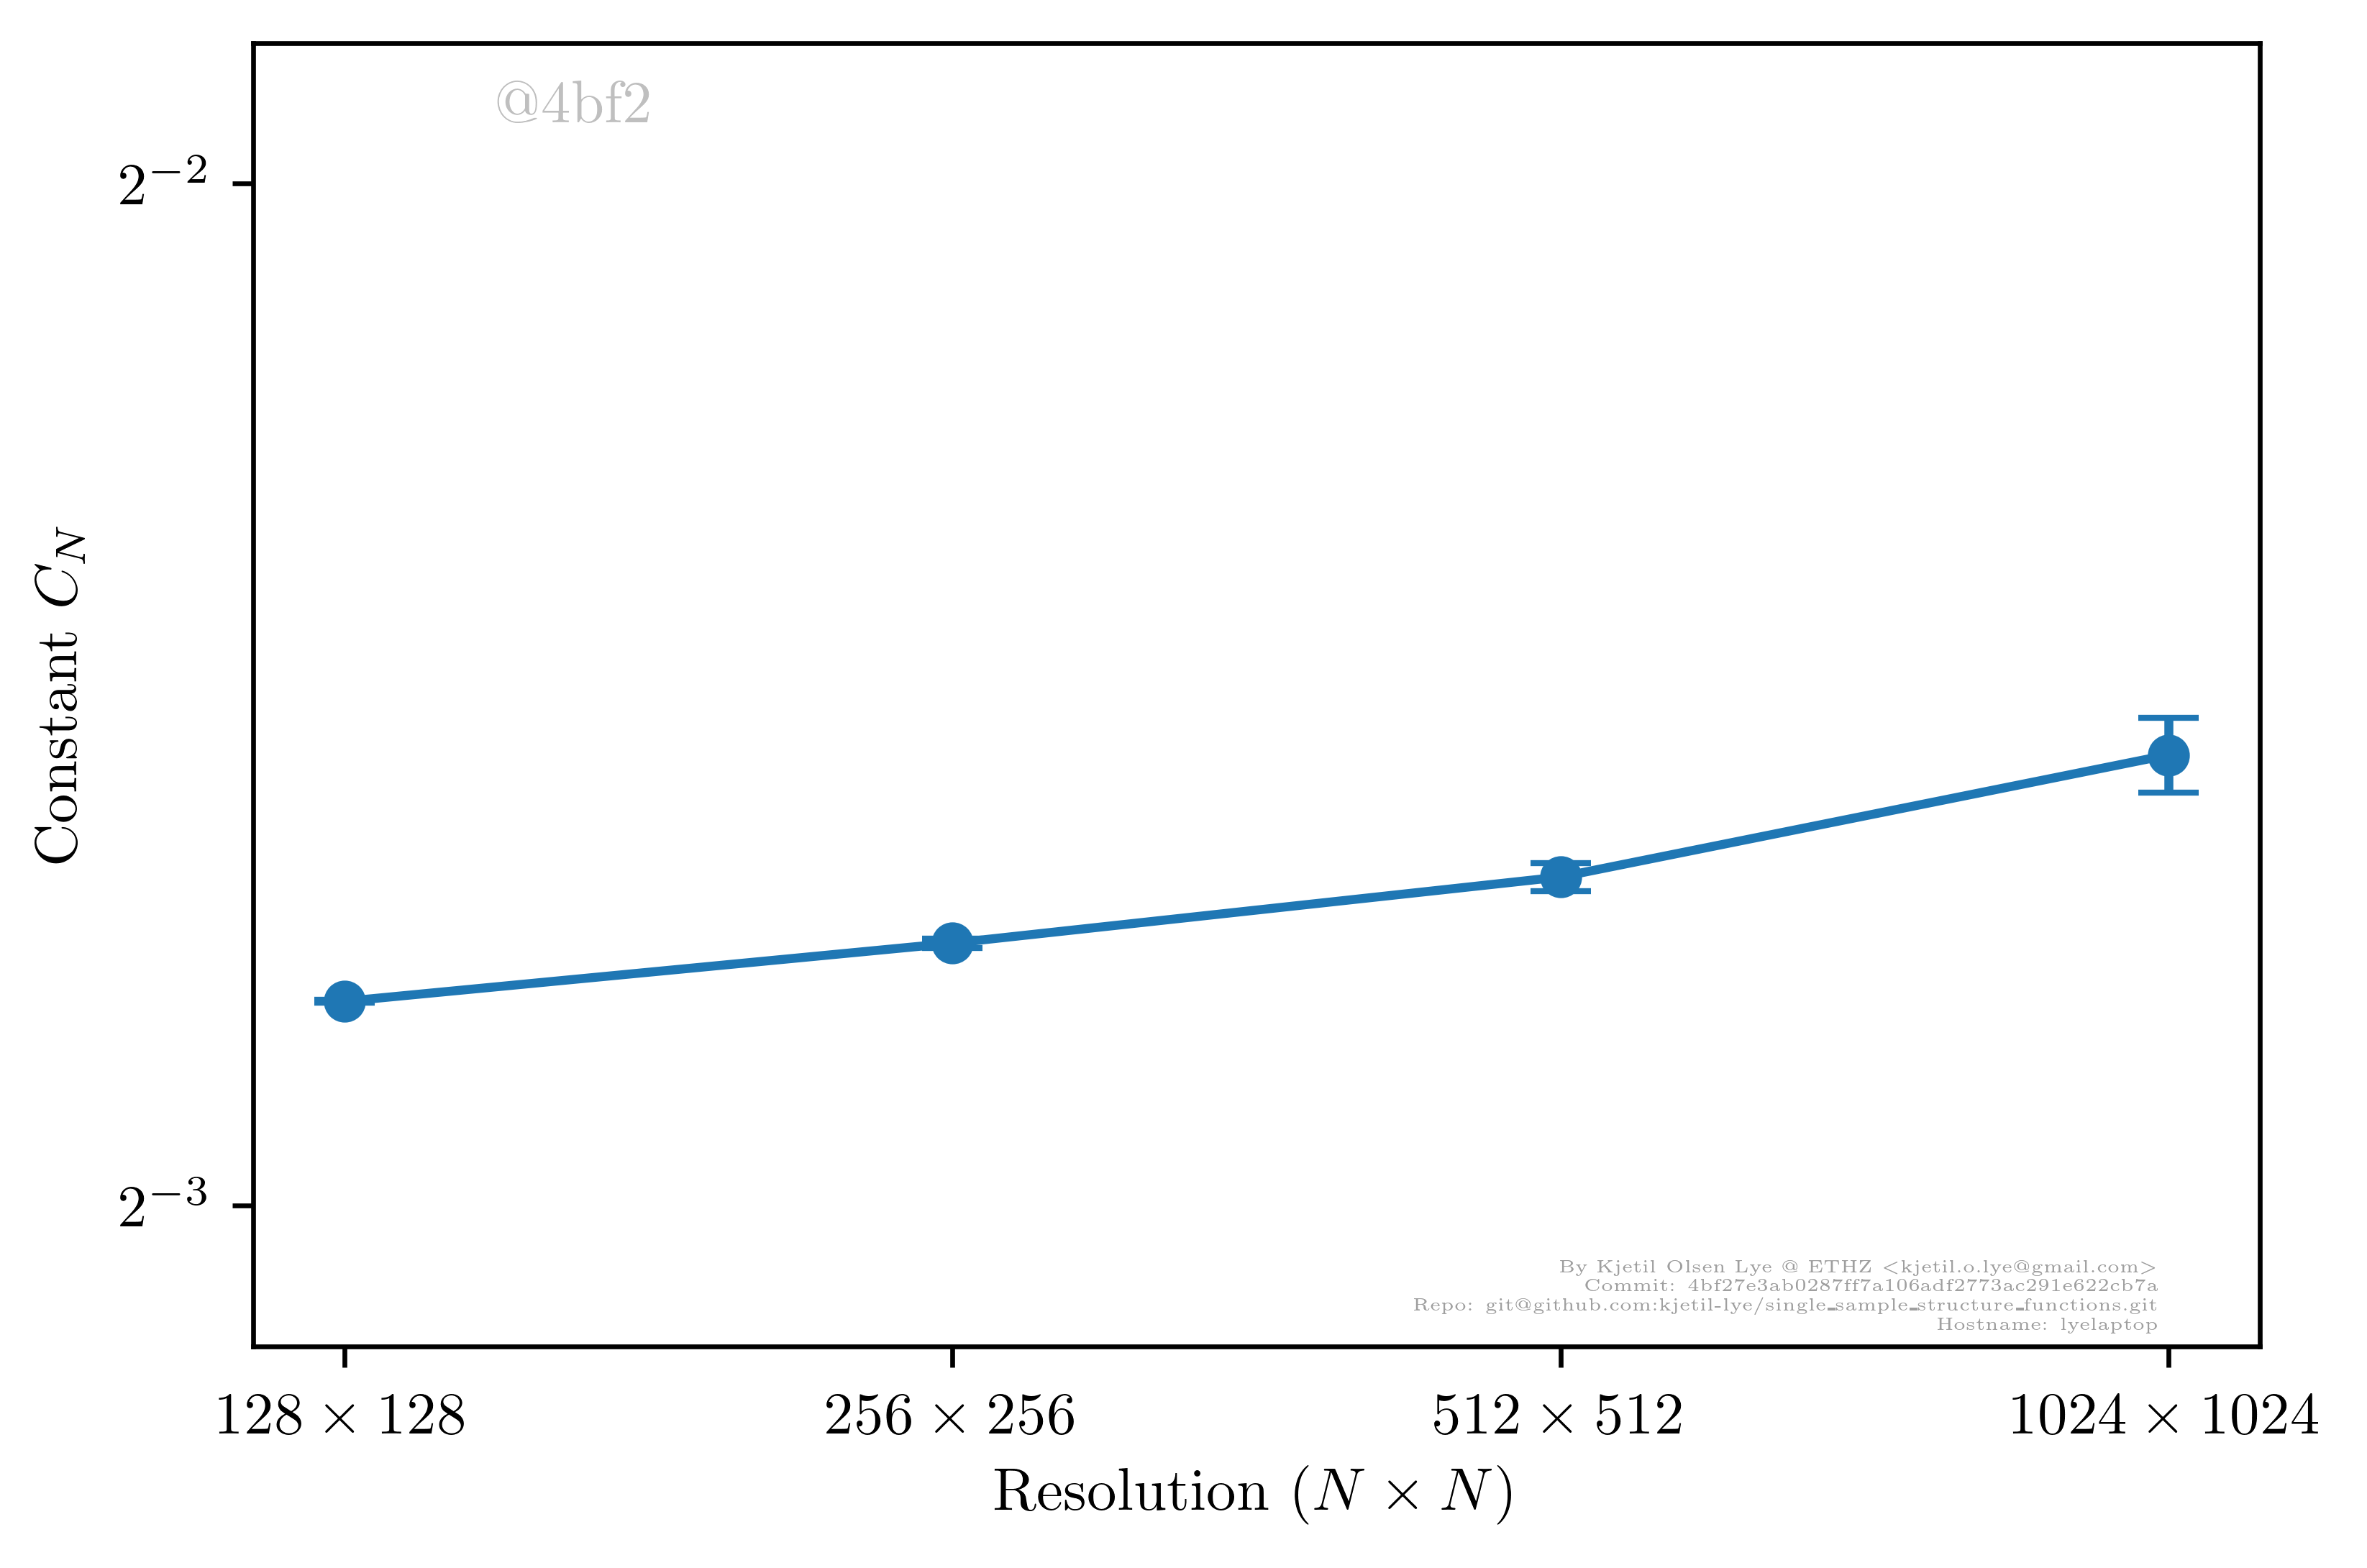 @4bf2
2⁻²
Constant C_N
2⁻³
By Kjetil Olsen Lye @ ETHZ <kjetil.o.lye@gmail.com>
Commit: 4bf27e3ab0287ff7a106adf2773ac291e622cb7a
Repo: git@github.com:kjetil-lye/single_sample_structure_functions.git
Hostname: lyelaptop
128 × 128 256 × 256 512 × 512 1024 × 1024
Resolution (N × N)